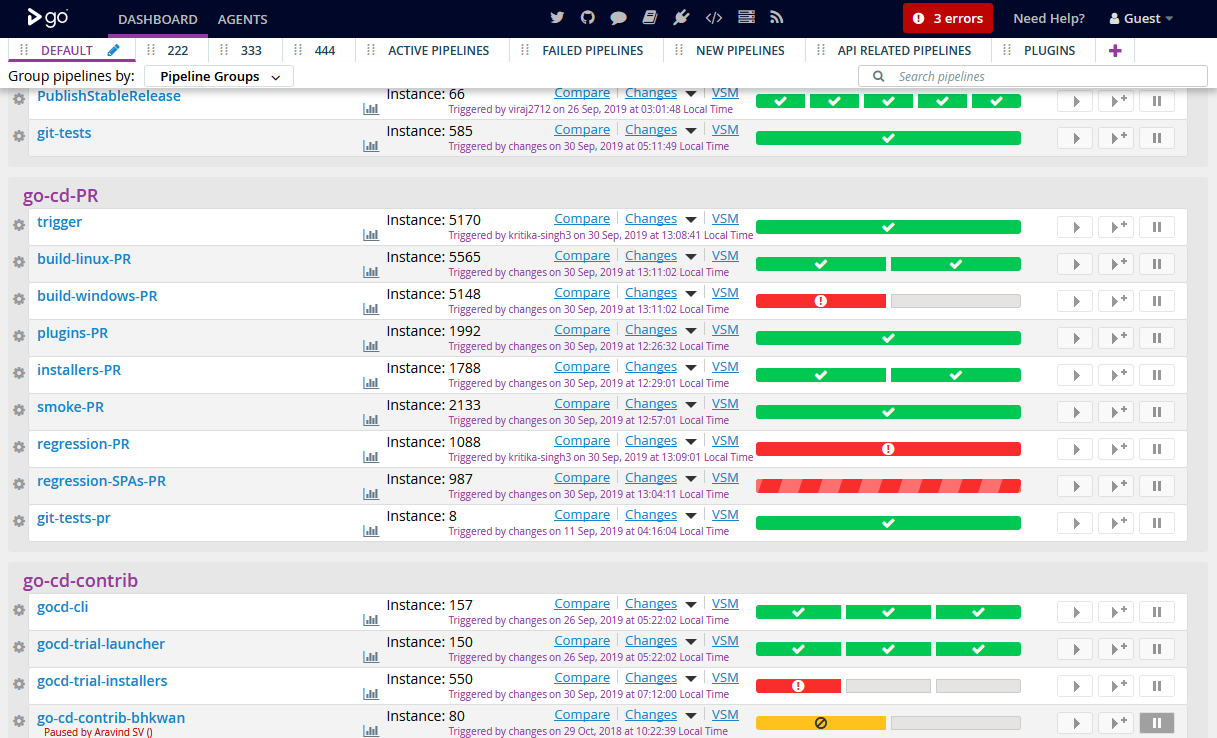 go DASHBOARD AGENTS 3 errors Need Help? Guest
DEFAULT 222 333 444 ACTIVE PIPELINES FAILED PIPELINES NEW PIPELINES API RELATED PIPELINES PLUGINS +
Group pipelines by: Pipeline Groups Search pipelines
PublishStableRelease Instance: 66 Compare Changes VSM
Triggered by viraj2712 on 26 Sep, 2019 at 03:01:48 Local Time
git-tests Instance: 585 Compare Changes VSM
Triggered by changes on 30 Sep, 2019 at 05:11:49 Local Time
go-cd-PR
trigger Instance: 5170 Compare Changes VSM
Triggered by kritika-singh3 on 30 Sep, 2019 at 13:08:41 Local Time
build-linux-PR Instance: 5565 Compare Changes VSM
Triggered by changes on 30 Sep, 2019 at 13:11:02 Local Time
build-windows-PR Instance: 5148 Compare Changes VSM
Triggered by changes on 30 Sep, 2019 at 13:11:02 Local Time
plugins-PR Instance: 1992 Compare Changes VSM
Triggered by changes on 30 Sep, 2019 at 12:26:32 Local Time
installers-PR Instance: 1788 Compare Changes VSM
Triggered by changes on 30 Sep, 2019 at 12:29:01 Local Time
smoke-PR Instance: 2133 Compare Changes VSM
Triggered by changes on 30 Sep, 2019 at 12:57:01 Local Time
regression-PR Instance: 1088 Compare Changes VSM
Triggered by kritika-singh3 on 30 Sep, 2019 at 13:09:01 Local Time
regression-SPAs-PR Instance: 987 Compare Changes VSM
Triggered by changes on 30 Sep, 2019 at 13:04:11 Local Time
git-tests-pr Instance: 8 Compare Changes VSM
Triggered by changes on 11 Sep, 2019 at 04:16:04 Local Time
go-cd-contrib
gocd-cli Instance: 157 Compare Changes VSM
Triggered by changes on 26 Sep, 2019 at 05:22:02 Local Time
gocd-trial-launcher Instance: 150 Compare Changes VSM
Triggered by changes on 26 Sep, 2019 at 05:22:02 Local Time
gocd-trial-installers Instance: 550 Compare Changes VSM
Triggered by changes on 30 Sep, 2019 at 07:12:00 Local Time
go-cd-contrib-bhkwan Instance: 80 Compare Changes VSM
Paused by Aravind SV () Triggered by changes on 29 Oct, 2018 at 10:22:39 Local Time